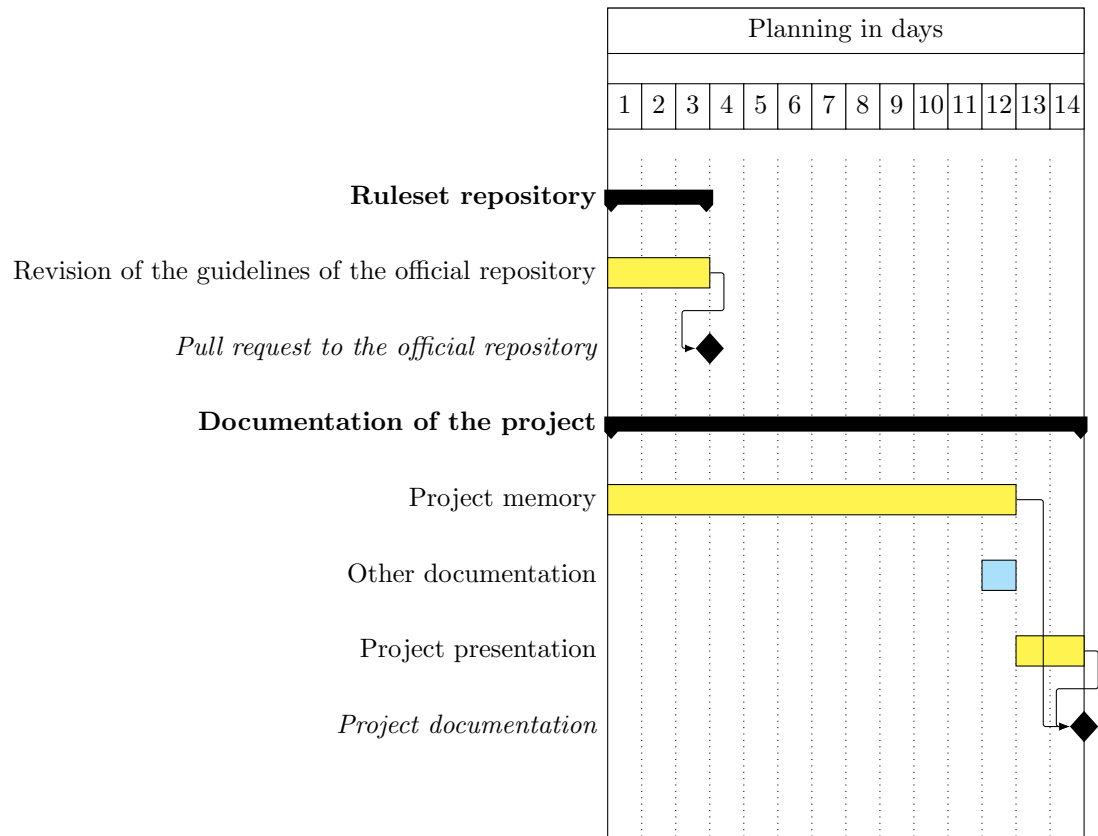 Planning in days
1 2 3 4 5 6 7 8 9 10 11 12 13 14
Ruleset repository
Revision of the guidelines of the official repository
Pull request to the official repository
Documentation of the project
Project memory
Other documentation
Project presentation
Project documentation